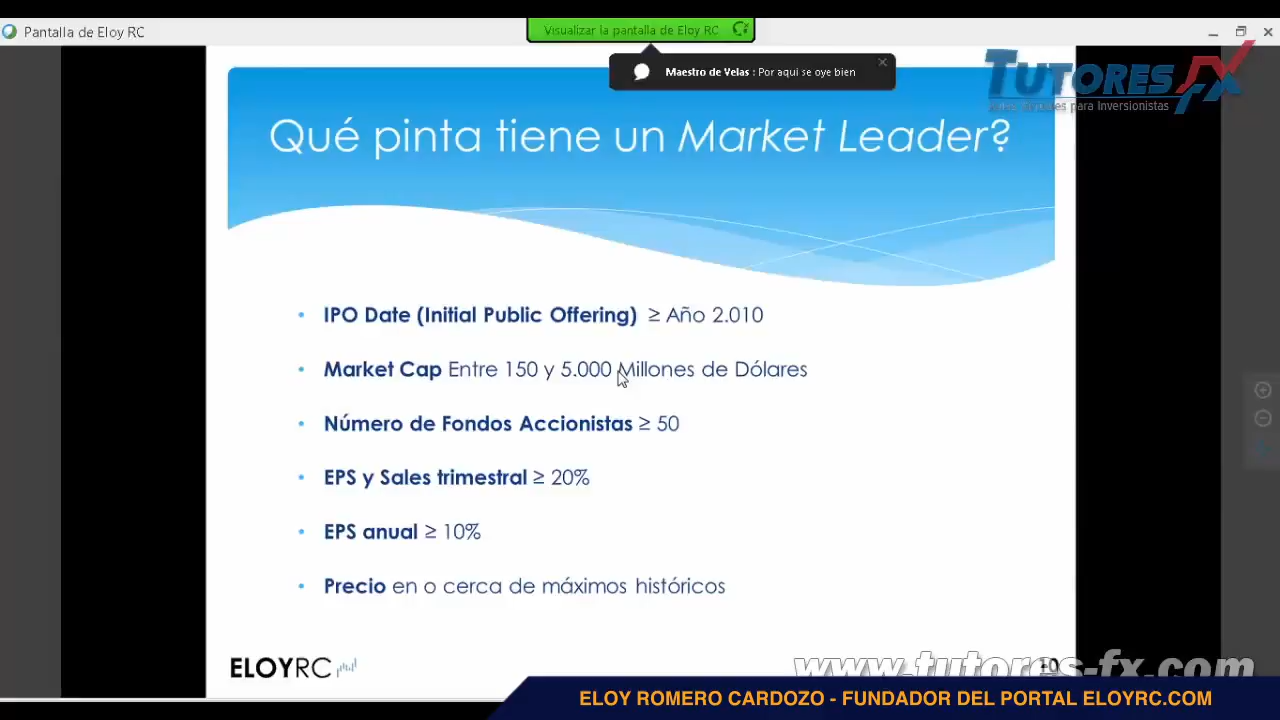 Pantalla de Eloy RC
Visualizar la pantalla de Eloy RC
Maestro de Velas : Por aqui se oye bien
TUTORES FX
para Inversionistas
Qué pinta tiene un Market Leader?
• IPO Date (Initial Public Offering) ≥ Año 2.010
• Market Cap Entre 150 y 5.000 Millones de Dólares
• Número de Fondos Accionistas ≥ 50
• EPS y Sales trimestral ≥ 20%
• EPS anual ≥ 10%
• Precio en o cerca de máximos históricos
ELOYRC
10
www.tutores-fx.com
ELOY ROMERO CARDOZO - FUNDADOR DEL PORTAL ELOYRC.COM